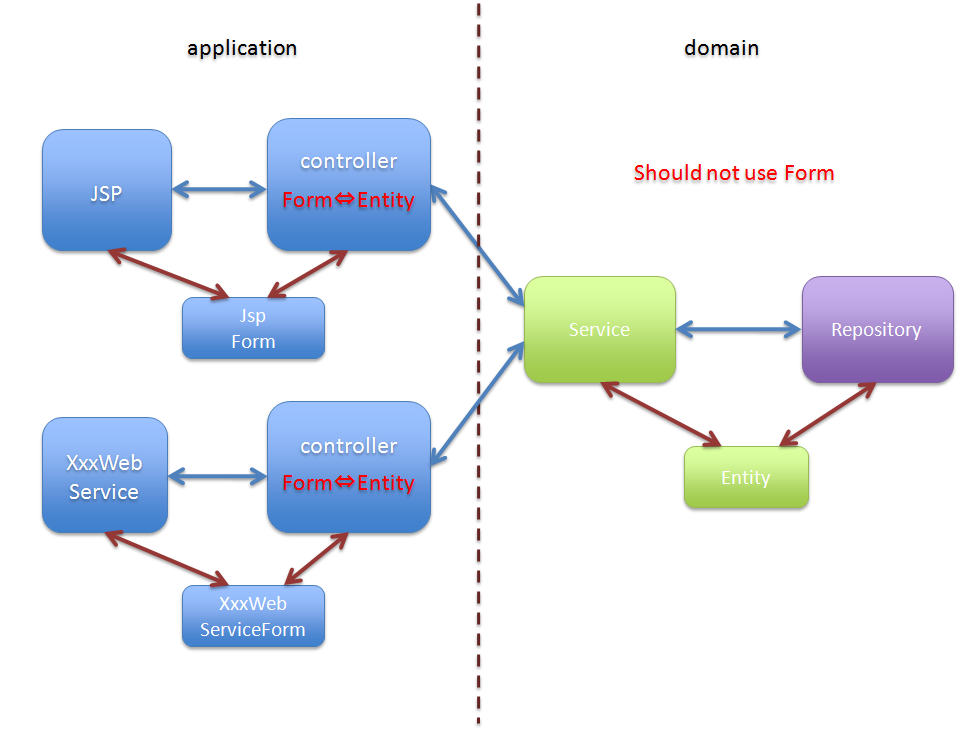 application
domain
JSP
controller
Form⇔Entity
Should not use Form
Jsp
Form
Service
Repository
XxxWeb
Service
controller
Form⇔Entity
Entity
XxxWeb
ServiceForm